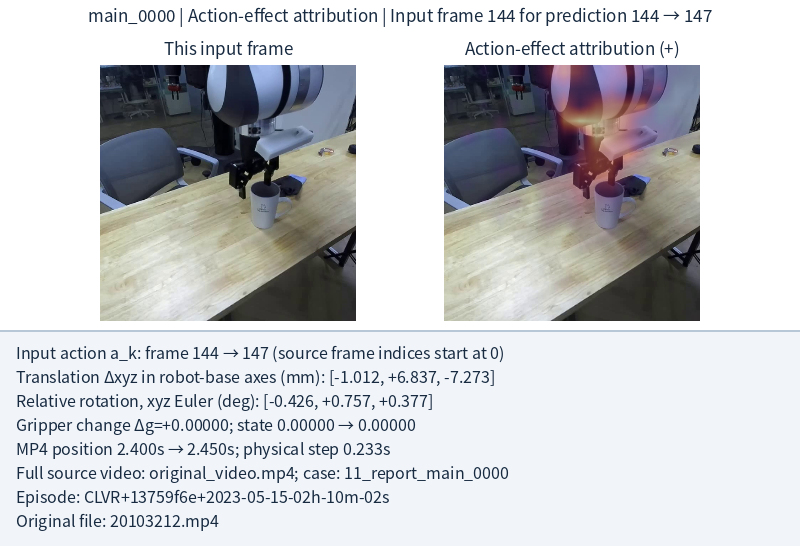 main_0000 | Action-effect attribution | Input frame 144 for prediction 144 → 147
This input frame
Action-effect attribution (+)
Input action a_k: frame 144 → 147 (source frame indices start at 0)
Translation Δxyz in robot-base axes (mm): [-1.012, +6.837, -7.273]
Relative rotation, xyz Euler (deg): [-0.426, +0.757, +0.377]
Gripper change Δg=+0.00000; state 0.00000 → 0.00000
MP4 position 2.400s → 2.450s; physical step 0.233s
Full source video: original_video.mp4; case: 11_report_main_0000
Episode: CLVR+13759f6e+2023-05-15-02h-10m-02s
Original file: 20103212.mp4